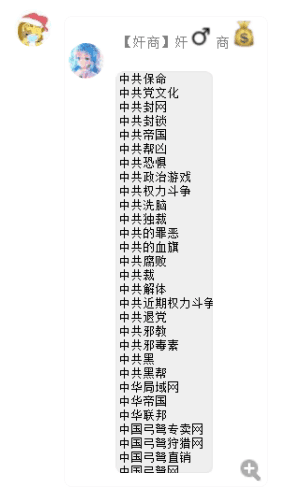 【奸商】奸♂商💰
中共保命
中共党文化
中共封网
中共封锁
中共帝国
中共帮凶
中共恐惧
中共政治游戏
中共权力斗争
中共洗脑
中共独裁
中共的罪恶
中共的血旗
中共腐败
中共裁
中共解体
中共近期权力斗争
中共退党
中共邪教
中共邪毒素
中共黑
中共黑帮
中华局域网
中华帝国
中华联邦
中国弓弩专卖网
中国弓弩狩猎网
中国弓弩直销
中国弓弩网